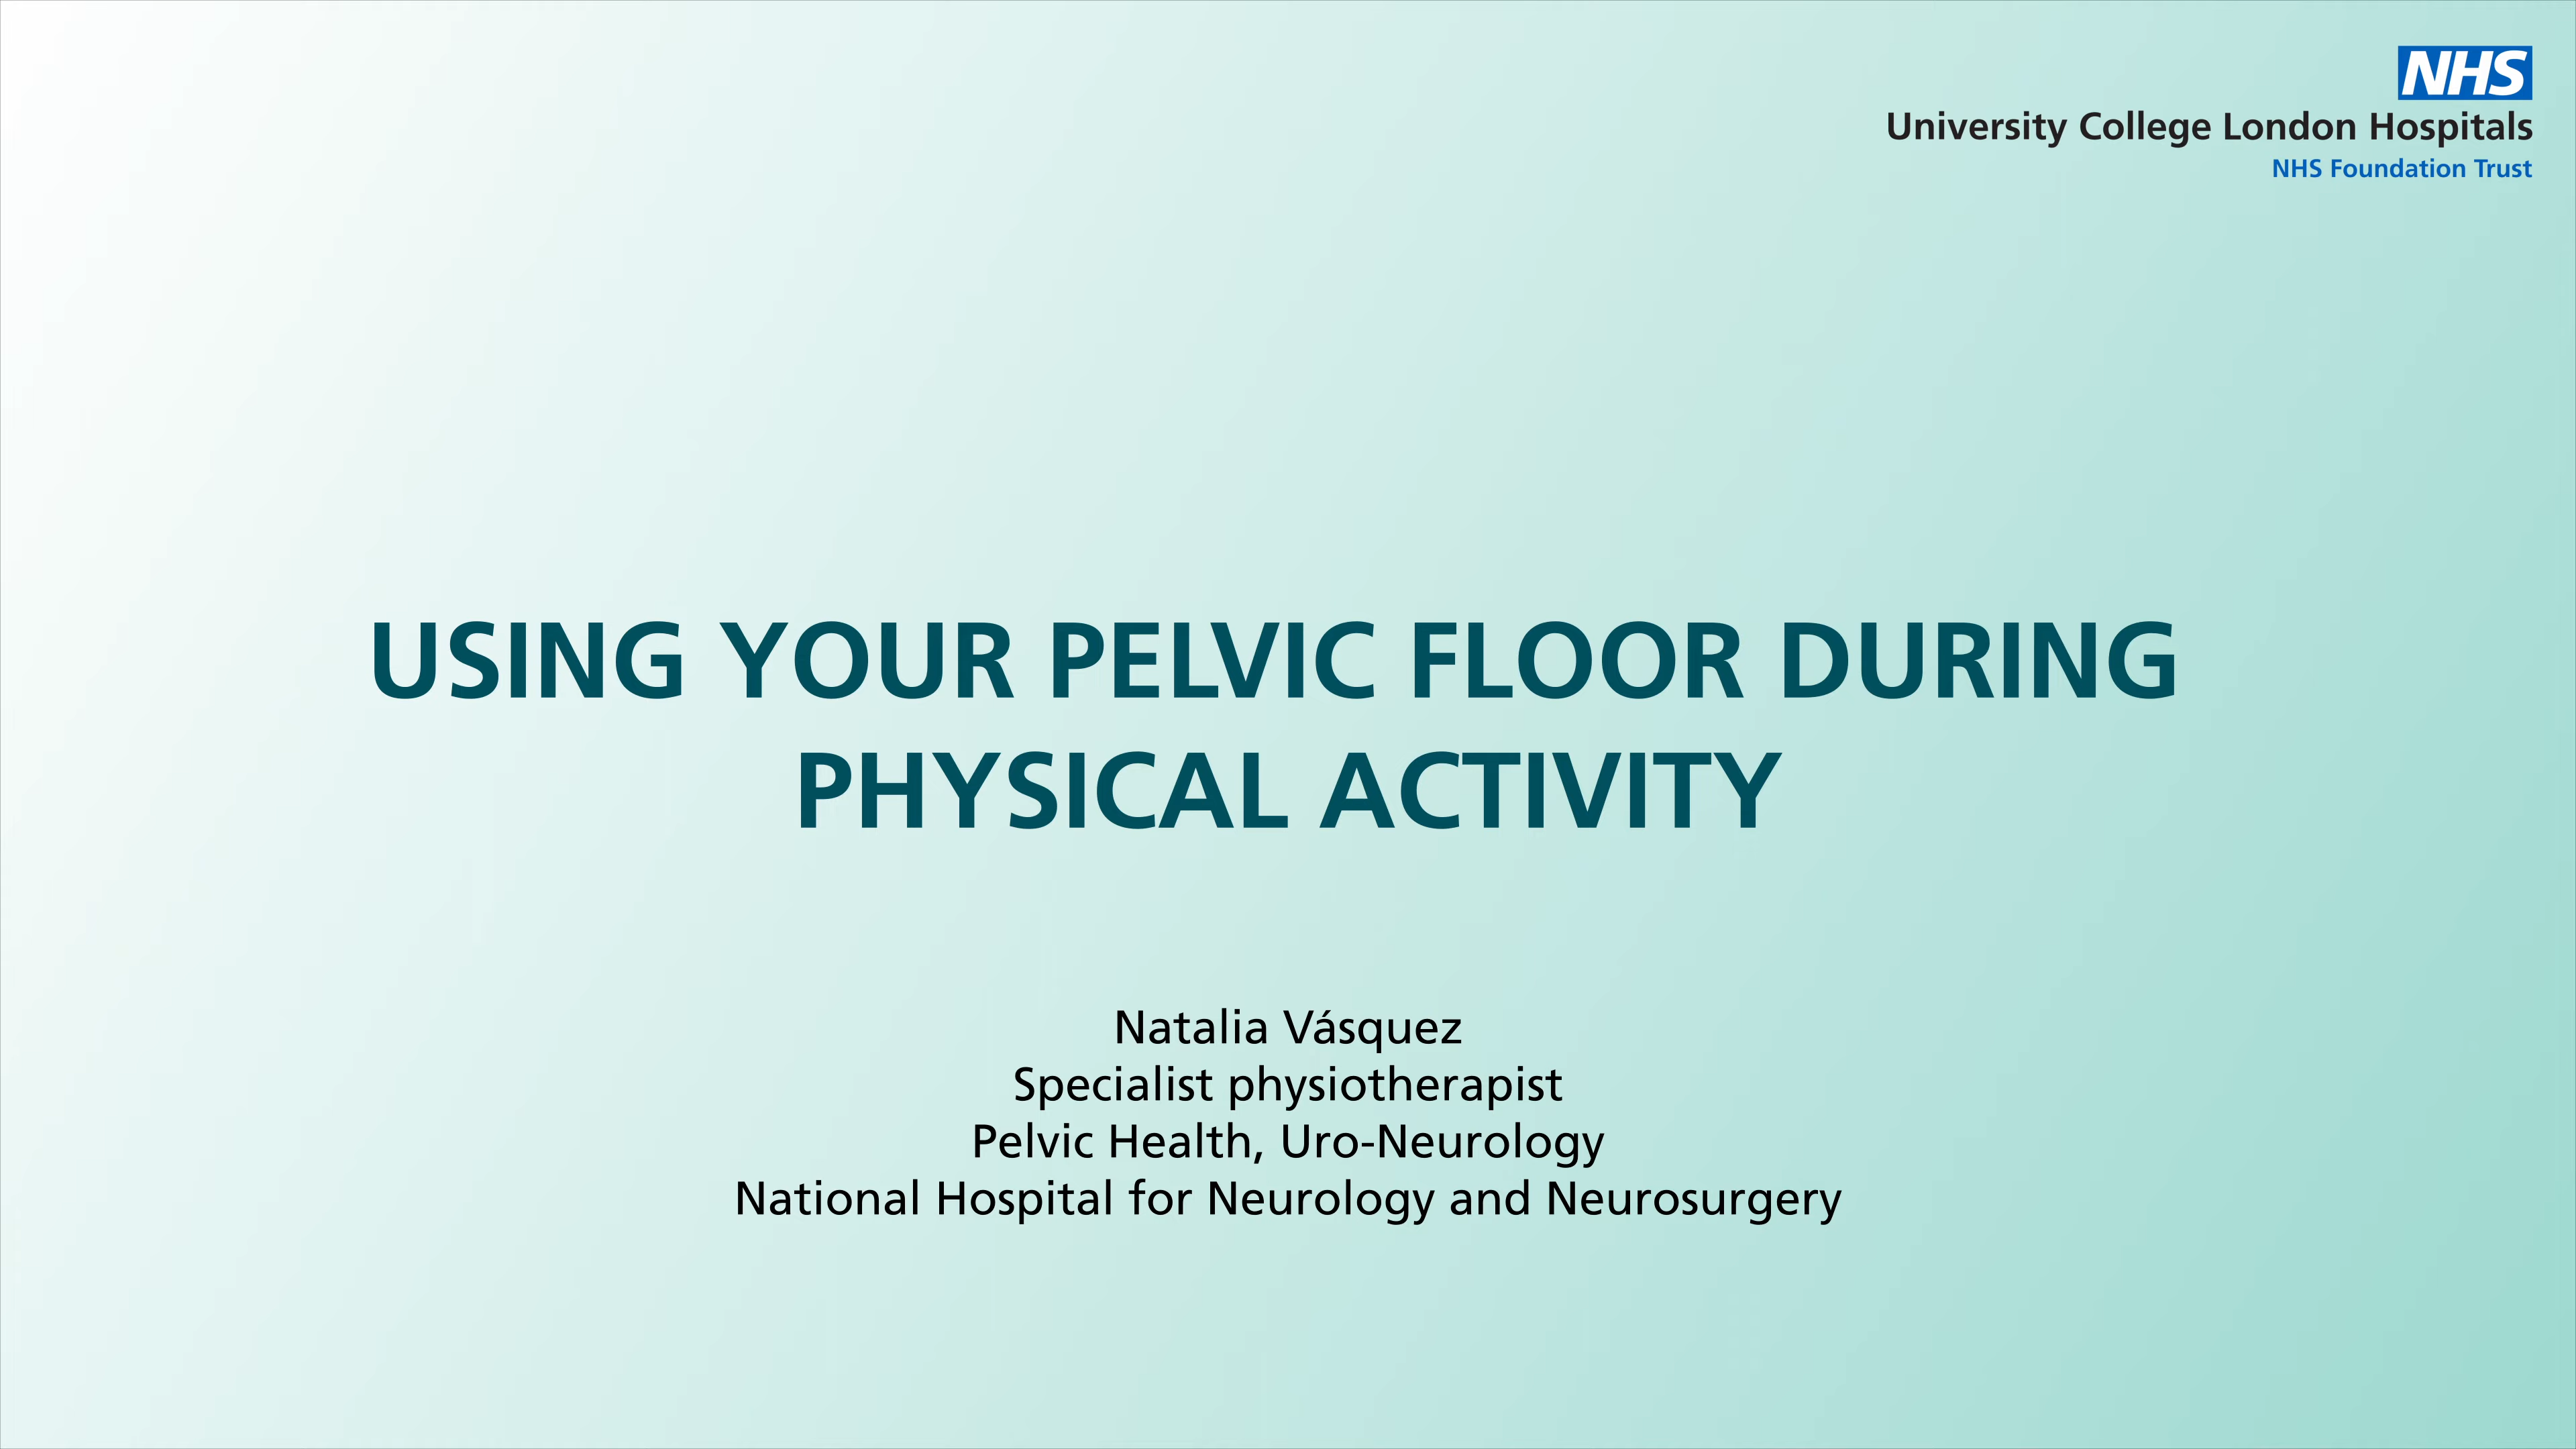 NHS
University College London Hospitals
NHS Foundation Trust
USING YOUR PELVIC FLOOR DURING
PHYSICAL ACTIVITY
Natalia Vásquez
Specialist physiotherapist
Pelvic Health, Uro-Neurology
National Hospital for Neurology and Neurosurgery